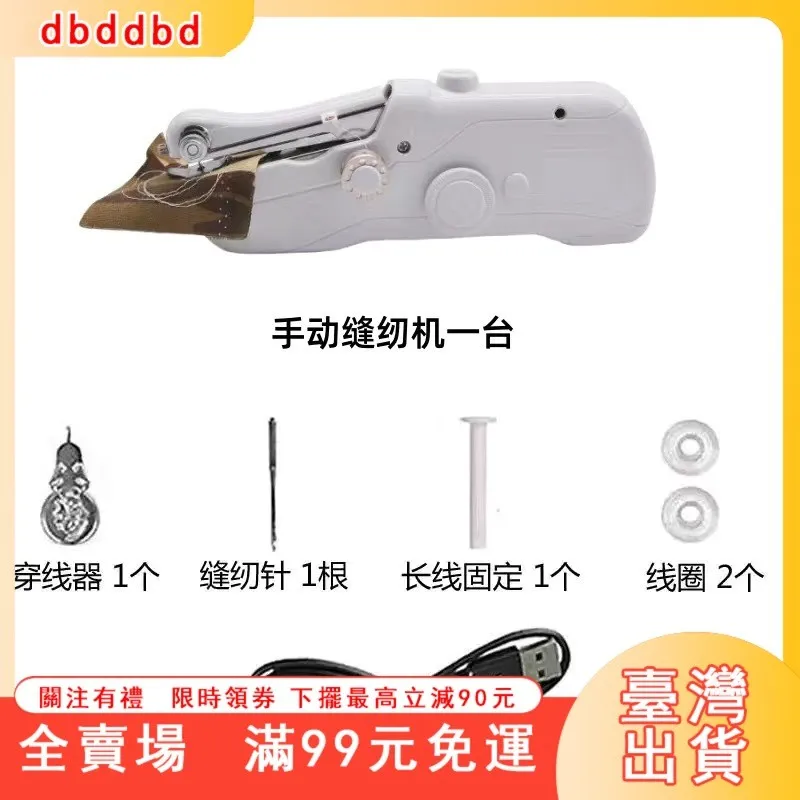 dbddbd
手动缝纫机一台
穿线器 1个
缝纫针 1根
长线固定 1个
线圈 2个
關注有禮 限時領券 下擺最高立減90元
全賣場 滿99元免運
臺灣
出貨